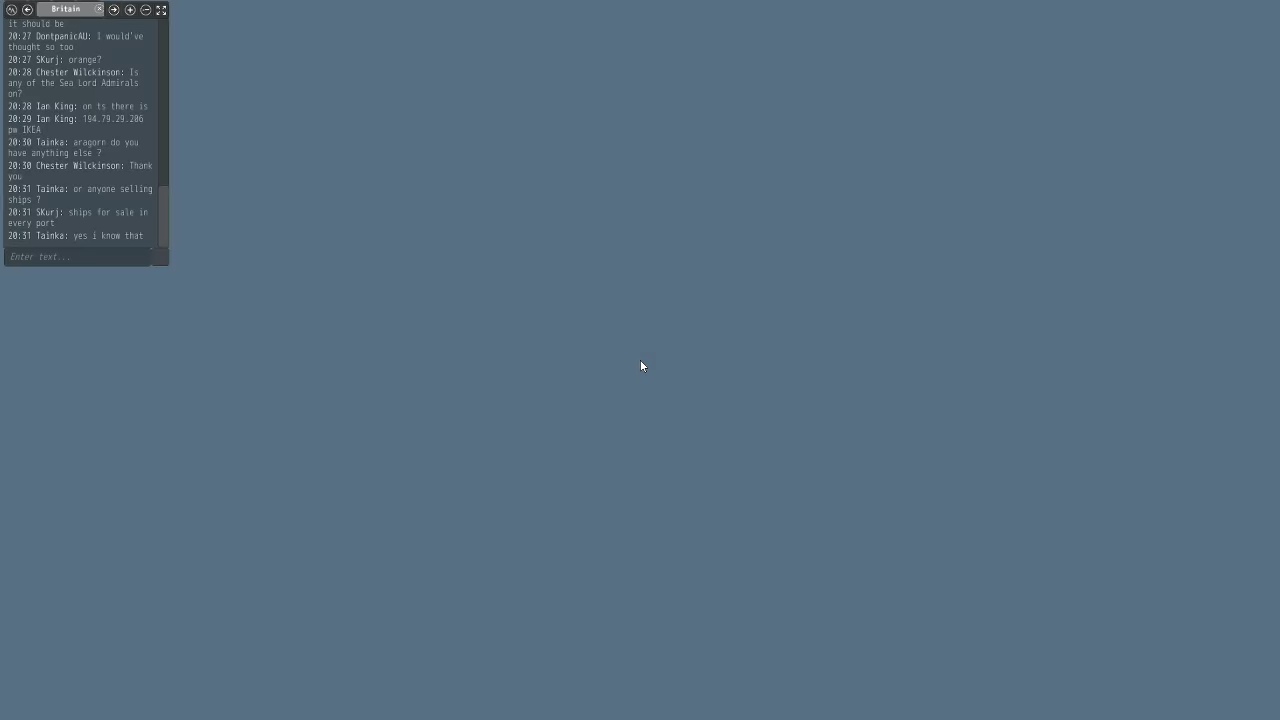 Britain
it should be
20:27 DontpanicAU: I would've
thought so too
20:27 SKurj: orange?
20:28 Chester Wilckinson: Is
any of the Sea Lord Admirals
on?
20:28 Ian King: on ts there is
20:29 Ian King: 194.79.29.206
pw IKEA
20:30 Tainka: aragorn do you
have anything else ?
20:30 Chester Wilckinson: Thank
you
20:31 Tainka: or anyone selling
ships ?
20:31 SKurj: ships for sale in
every port
20:31 Tainka: yes i know that
Enter text...